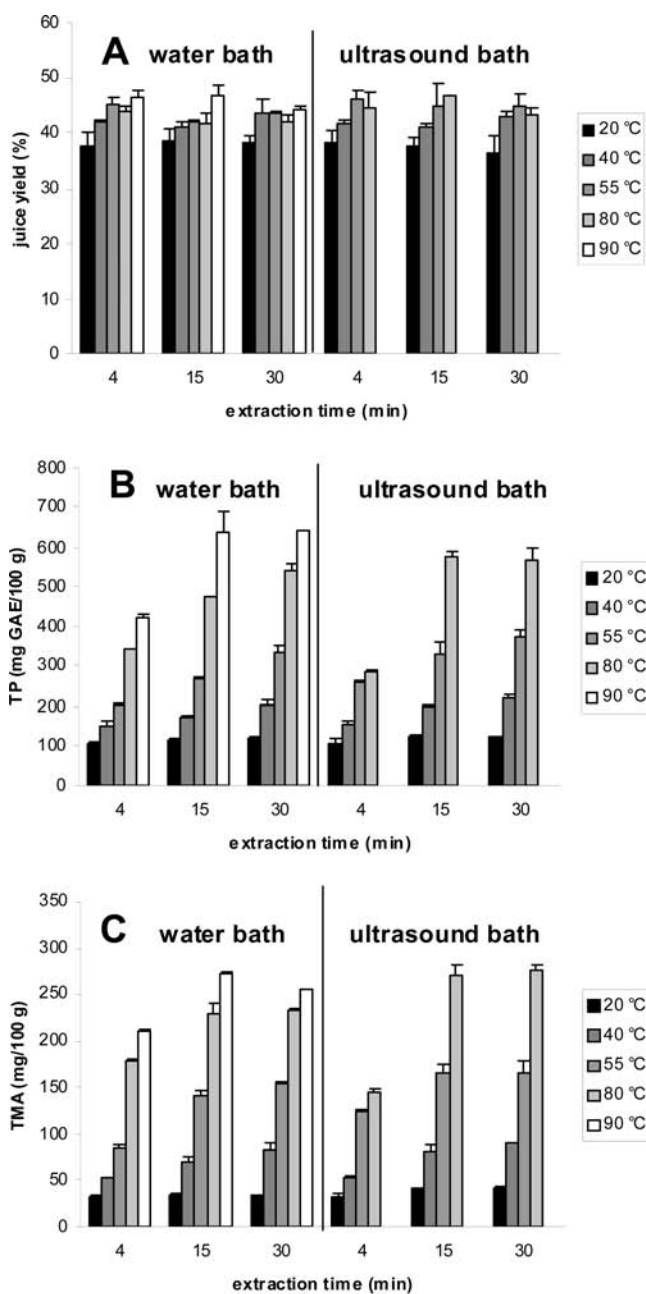 A
water bath
ultrasound bath
60
50
40
30
20
10
0
juice yield (%)
4
15
30
4
15
30
extraction time (min)
20 °C
40 °C
55 °C
80 °C
90 °C
B
water bath
ultrasound bath
800
700
600
500
400
300
200
100
0
TP (mg GAE/100 g)
4
15
30
4
15
30
extraction time (min)
20 °C
40 °C
55 °C
80 °C
90 °C
C
water bath
ultrasound bath
350
300
250
200
150
100
50
0
TMA (mg/100 g)
4
15
30
4
15
30
extraction time (min)
20 °C
40 °C
55 °C
80 °C
90 °C